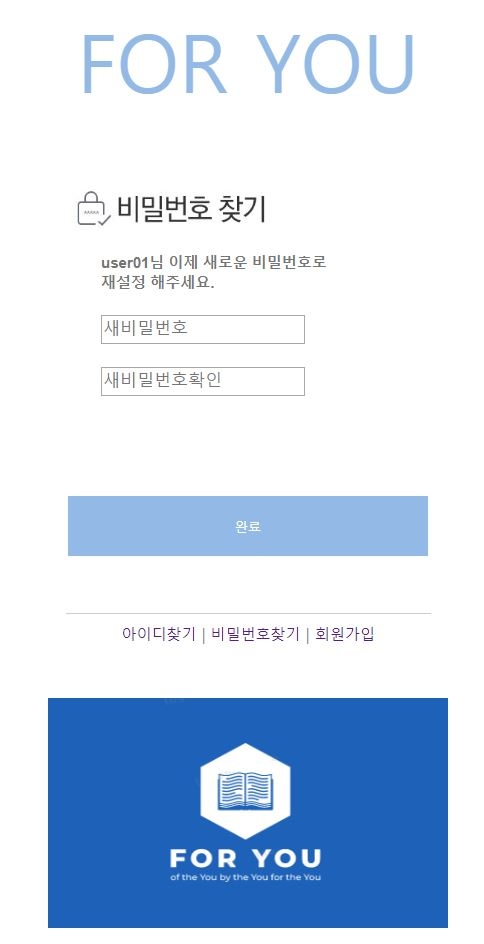 FOR YOU
비밀번호 찾기
user01님 이제 새로운 비밀번호로
재설정 해주세요.
새비밀번호
새비밀번호확인
완료
아이디찾기 | 비밀번호찾기 | 회원가입
FOR YOU
of the You by the You for the You